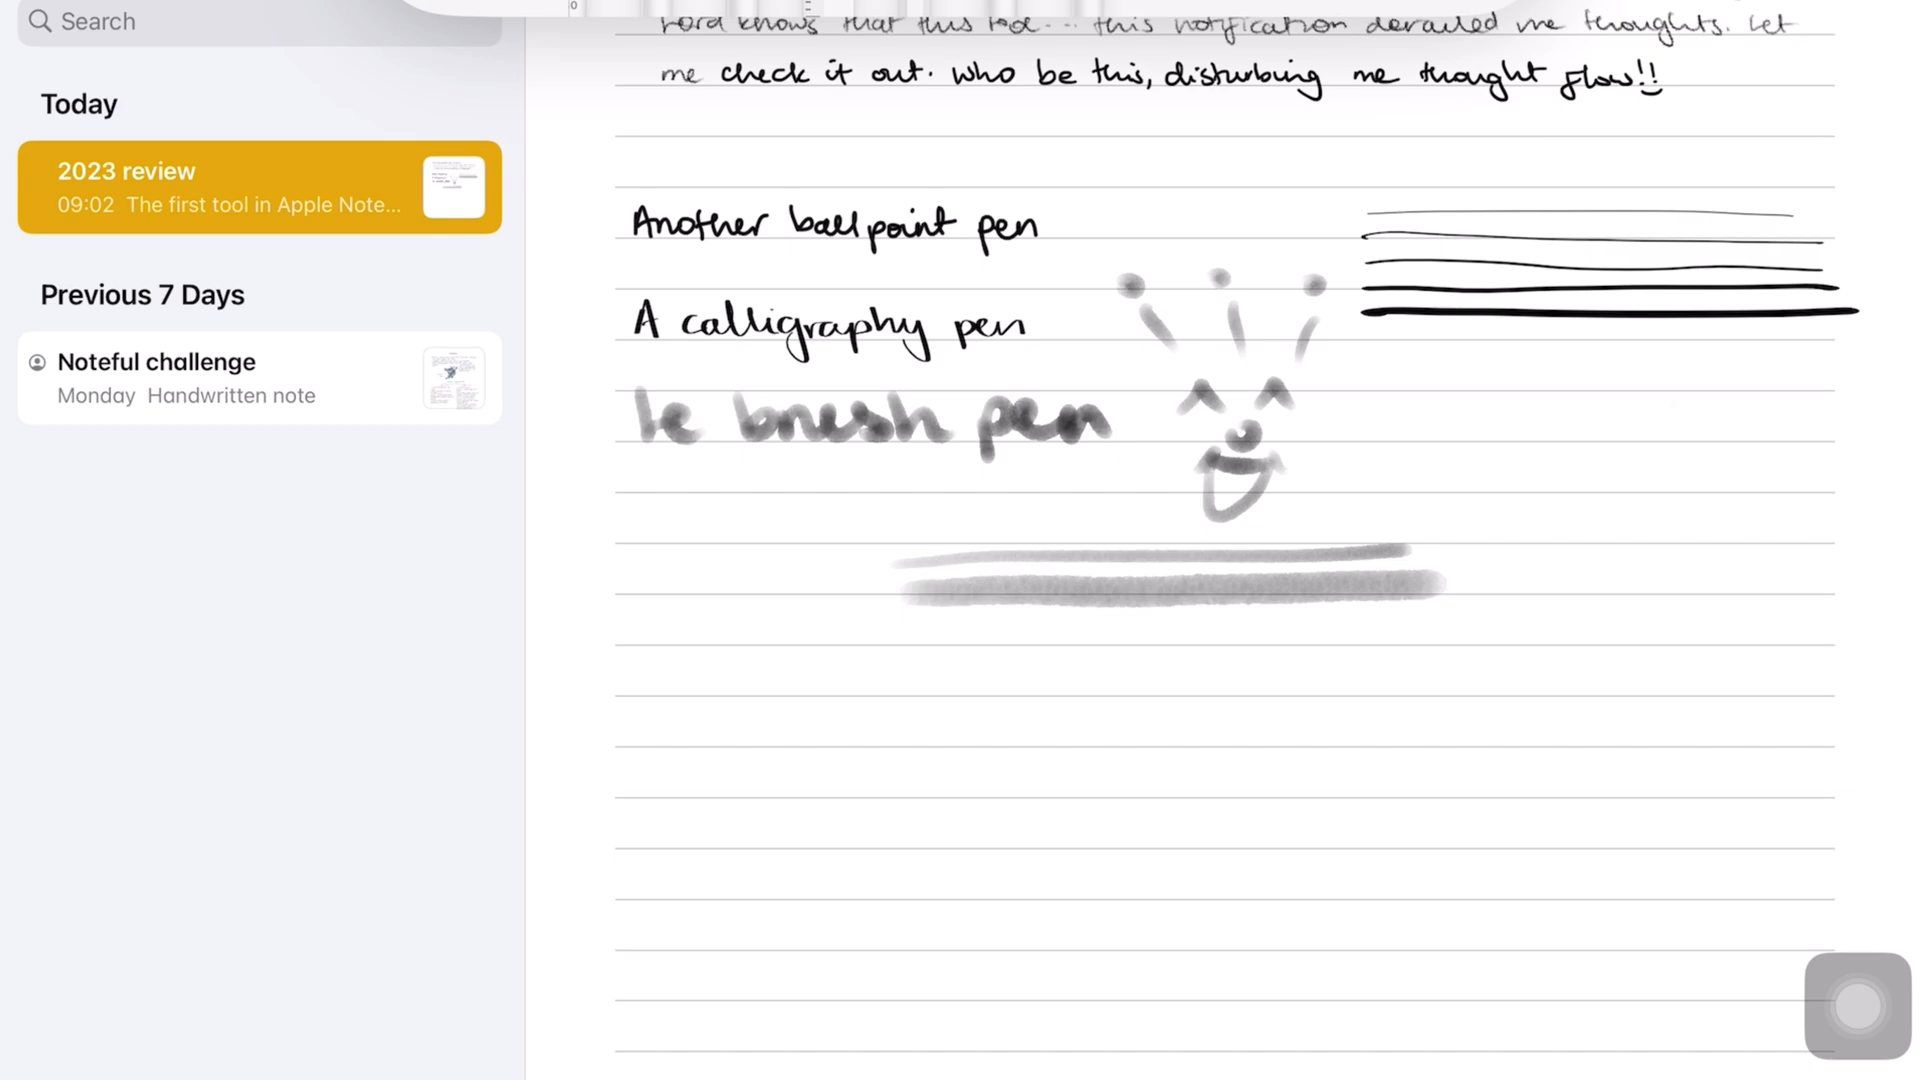 Search
Today
2023 review
09:02 The first tool in Apple Note...
Previous 7 Days
Noteful challenge
Monday Handwritten note
0
knows that this tool... this notification derailed me thoughts. Let
me check it out. Who be this, disturbing me thought flow!!
Another ballpoint pen
A calligraphy pen
le brush pen